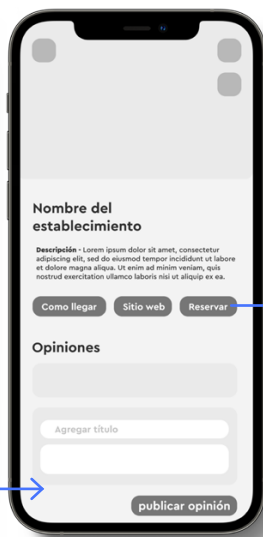 Nombre del
establecimiento
Descripción - Lorem ipsum dolor sit amet, consectetur
adipiscing elit, sed do eiusmod tempor incididunt ut labore
et dolore magna aliqua. Ut enim ad minim veniam, quis
nostrud exercitation ullamco laboris nisi ut aliquip ex ea.
Como llegar Sitio web Reservar
Opiniones
Agregar título
publicar opinión